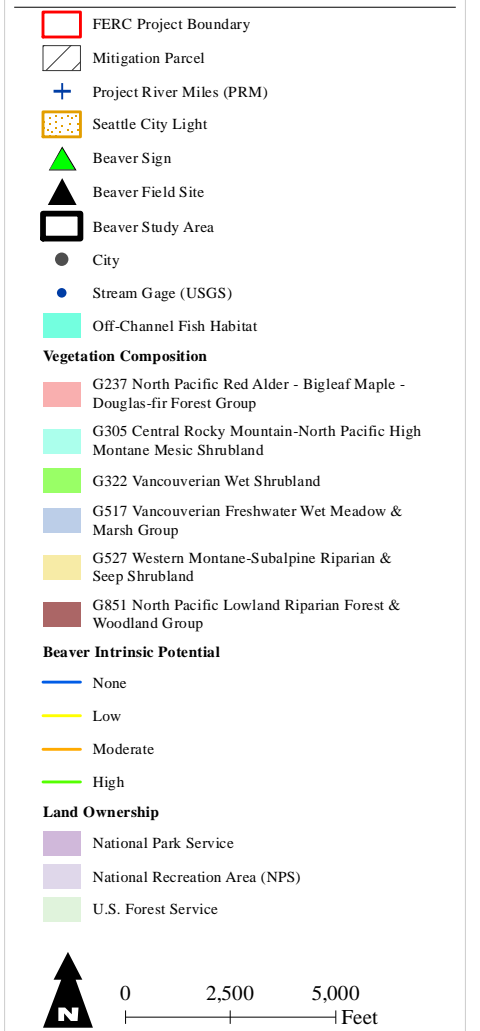 FERC Project Boundary
Mitigation Parcel
Project River Miles (PRM)
Seattle City Light
Beaver Sign
Beaver Field Site
Beaver Study Area
City
Stream Gage (USGS)
Off-Channel Fish Habitat
Vegetation Composition
G237 North Pacific Red Alder - Bigleaf Maple -
Douglas-fir Forest Group
G305 Central Rocky Mountain-North Pacific High
Montane Mesic Shrubland
G322 Vancouverian Wet Shrubland
G517 Vancouverian Freshwater Wet Meadow &
Marsh Group
G527 Western Montane-Subalpine Riparian &
Seep Shrubland
G851 North Pacific Lowland Riparian Forest &
Woodland Group
Beaver Intrinsic Potential
None
Low
Moderate
High
Land Ownership
National Park Service
National Recreation Area (NPS)
U.S. Forest Service
N
0 2,500 5,000
Feet